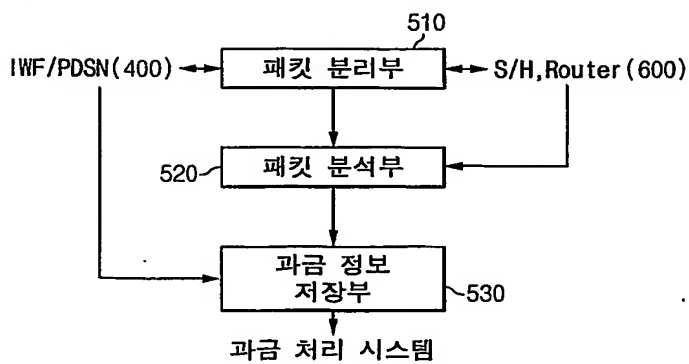 510
IWF/PDSN(400)
패킷 분리부
S/H,Router(600)
520
패킷 분석부
과금 정보
저장부
530
과금 처리 시스템